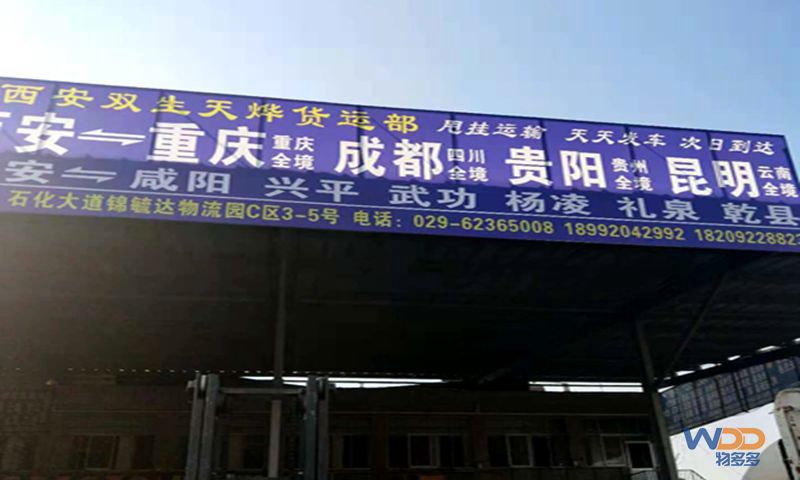 西安双生天烨货运部 甩挂运输 天天发车 次日到达
西安⇌重庆 重庆全境 成都 四川全境 贵阳 贵州全境 昆明 云南全境
安⇌咸阳 兴平 武功 杨凌 礼泉 乾县
石化大道锦毓达物流园C区3-5号 电话：029-62365008 18992042992 1820922882
WDD
物多多